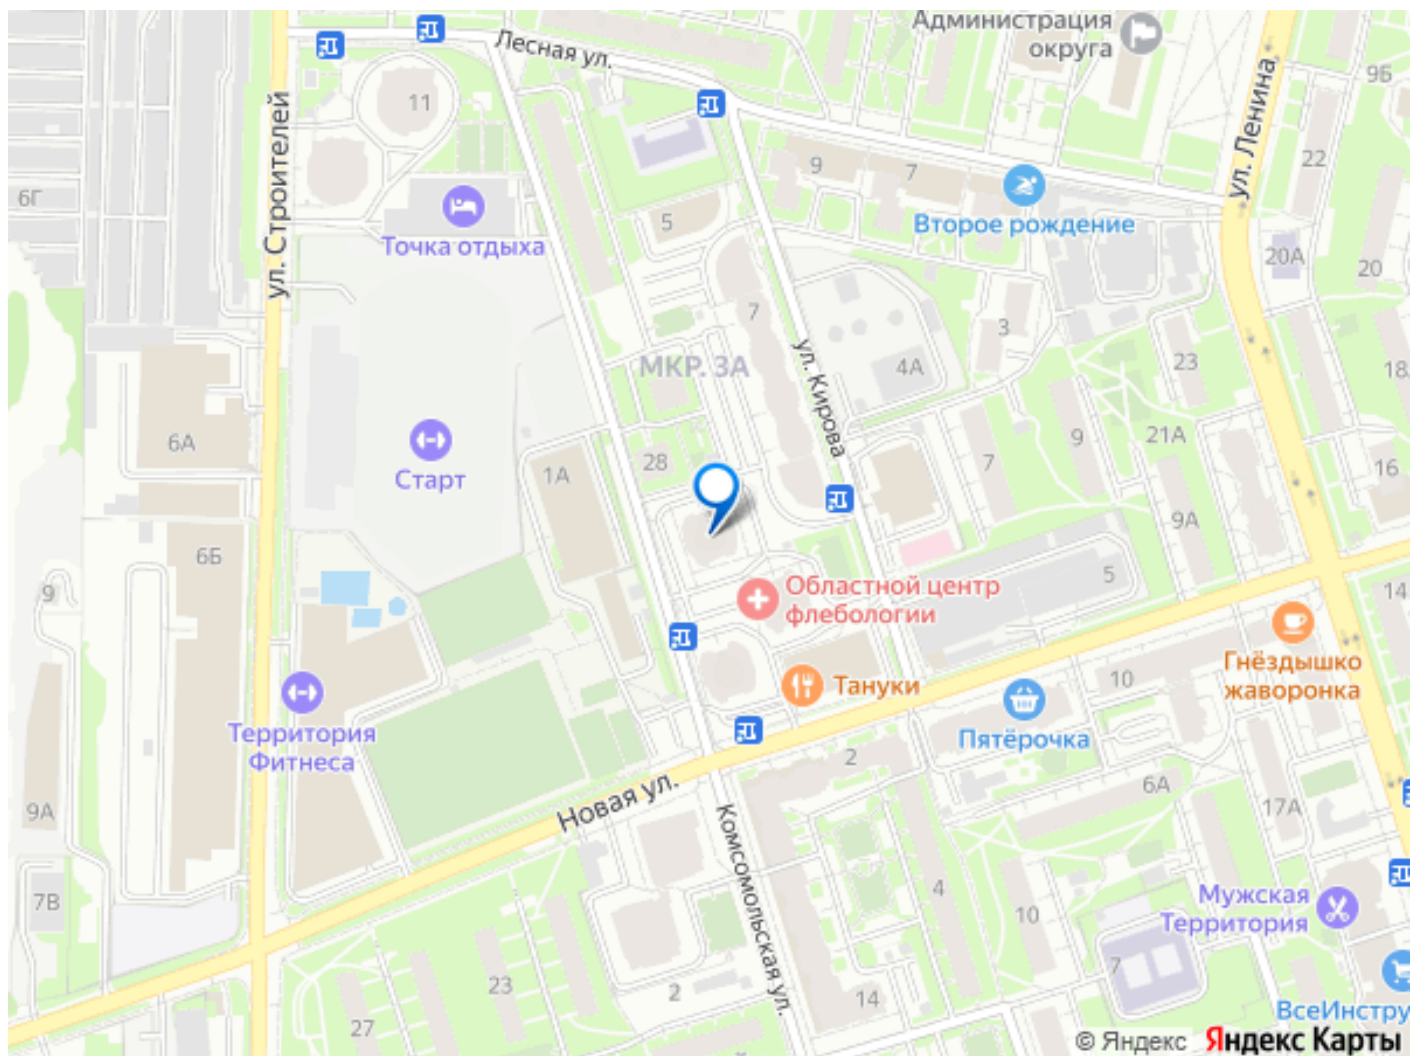 Администрация
округа
Лесная ул.
ул. Ленина
9Б
11
ул. Строителей
22
9
7
6Г
Точка отдыха
5
Второе рождение
20А
20
7
3
МКР. 3А
ул. Кирова
4А
23
18
6А
Старт
28
1А
9
21А
7
16
9А
6Б
5
9
Областной центр
флебологии
14
Гнёздышко
жаворонка
Тануки
10
Территория
Фитнеса
Пятёрочка
2
6А
Новая ул.
9А
17А
Комсомольская ул.
4
7В
10
Мужская
Территория
7
23
2
14
27
ВсеИнстру
© Яндекс Яндекс Карты